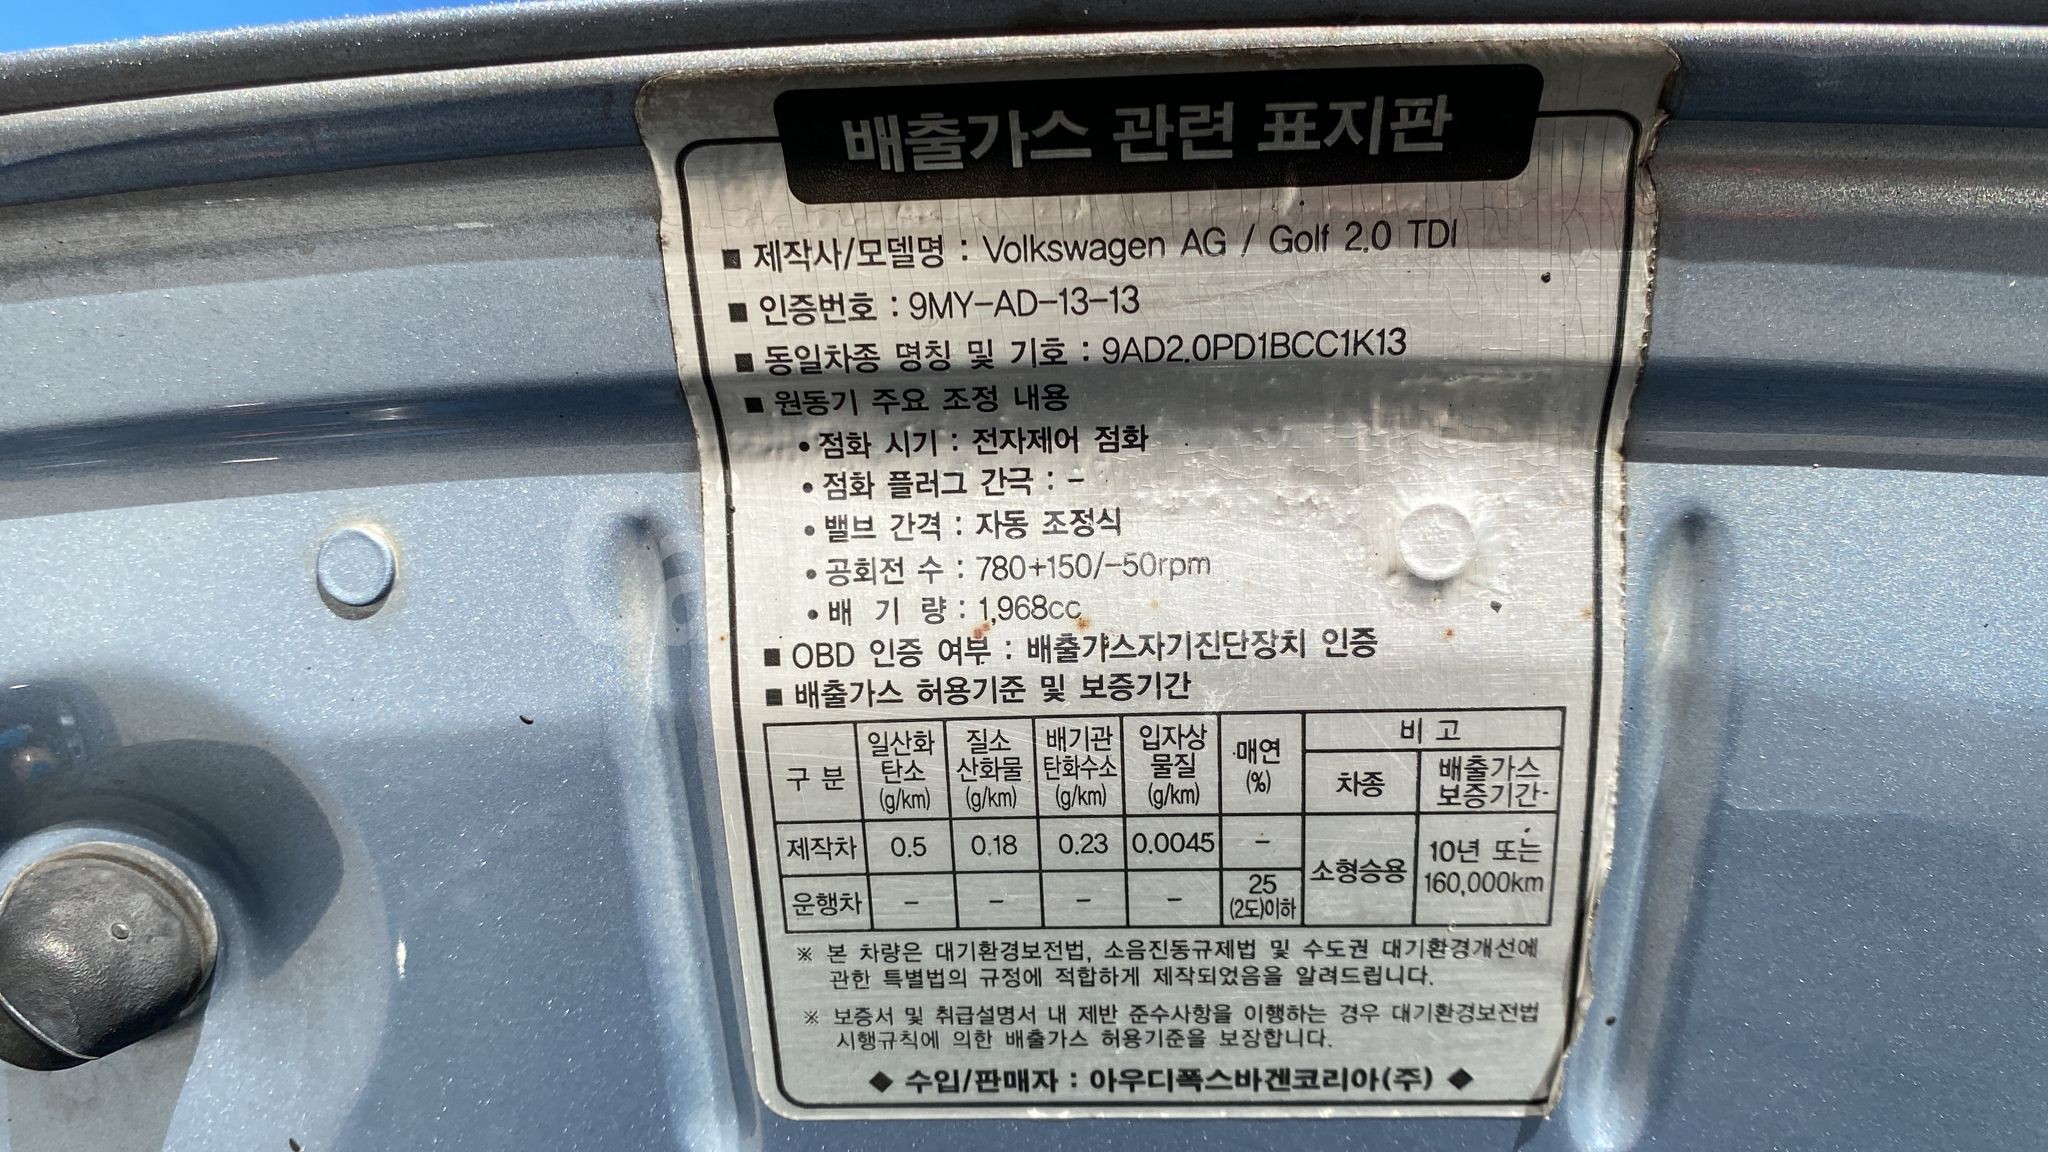 배출가스 관련 표지판
■ 제작사/모델명 : Volkswagen AG / Golf 2.0 TDI
■ 인증번호 : 9MY-AD-13-13
■ 동일차종 명칭 및 기호 : 9AD2.0PD1BCC1K13
■ 원동기 주요 조정 내용
• 점화 시기 : 전자제어 점화
• 점화 플러그 간극 : -
• 밸브 간격 : 자동 조정식
• 공회전 수 : 780+150/-50rpm
• 배 기 량 : 1,968cc
■ OBD 인증 여부 : 배출가스자기진단장치 인증
■ 배출가스 허용기준 및 보증기간
구 분 일산화탄소 (g/km) 질소산화물 (g/km) 배기관탄화수소 (g/km) 입자상물질 (g/km) 매연 (%) 비 고
차종 배출가스 보증기간
제작차 0.5 0.18 0.23 0.0045 - 소형승용 10년 또는 160,000km
운행차 - - - - 25 (2도)이하
※ 본 차량은 대기환경보전법, 소음진동규제법 및 수도권 대기환경개선에
관한 특별법의 규정에 적합하게 제작되었음을 알려드립니다.
※ 보증서 및 취급설명서 내 제반 준수사항을 이행하는 경우 대기환경보전법
시행규칙에 의한 배출가스 허용기준을 보장합니다.
◆ 수입/판매자 : 아우디폭스바겐코리아(주) ◆